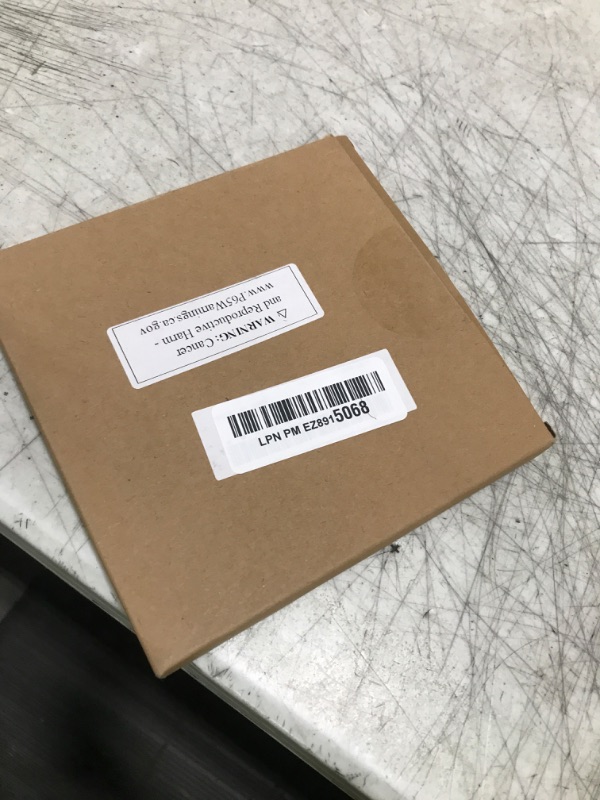 ⚠ WARNING: Cancer
and Reproductive Harm -
www.P65Warnings.ca.gov
LPN PM EZ8915068